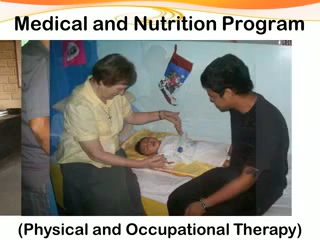 Medical and Nutrition Program
(Physical and Occupational Therapy)